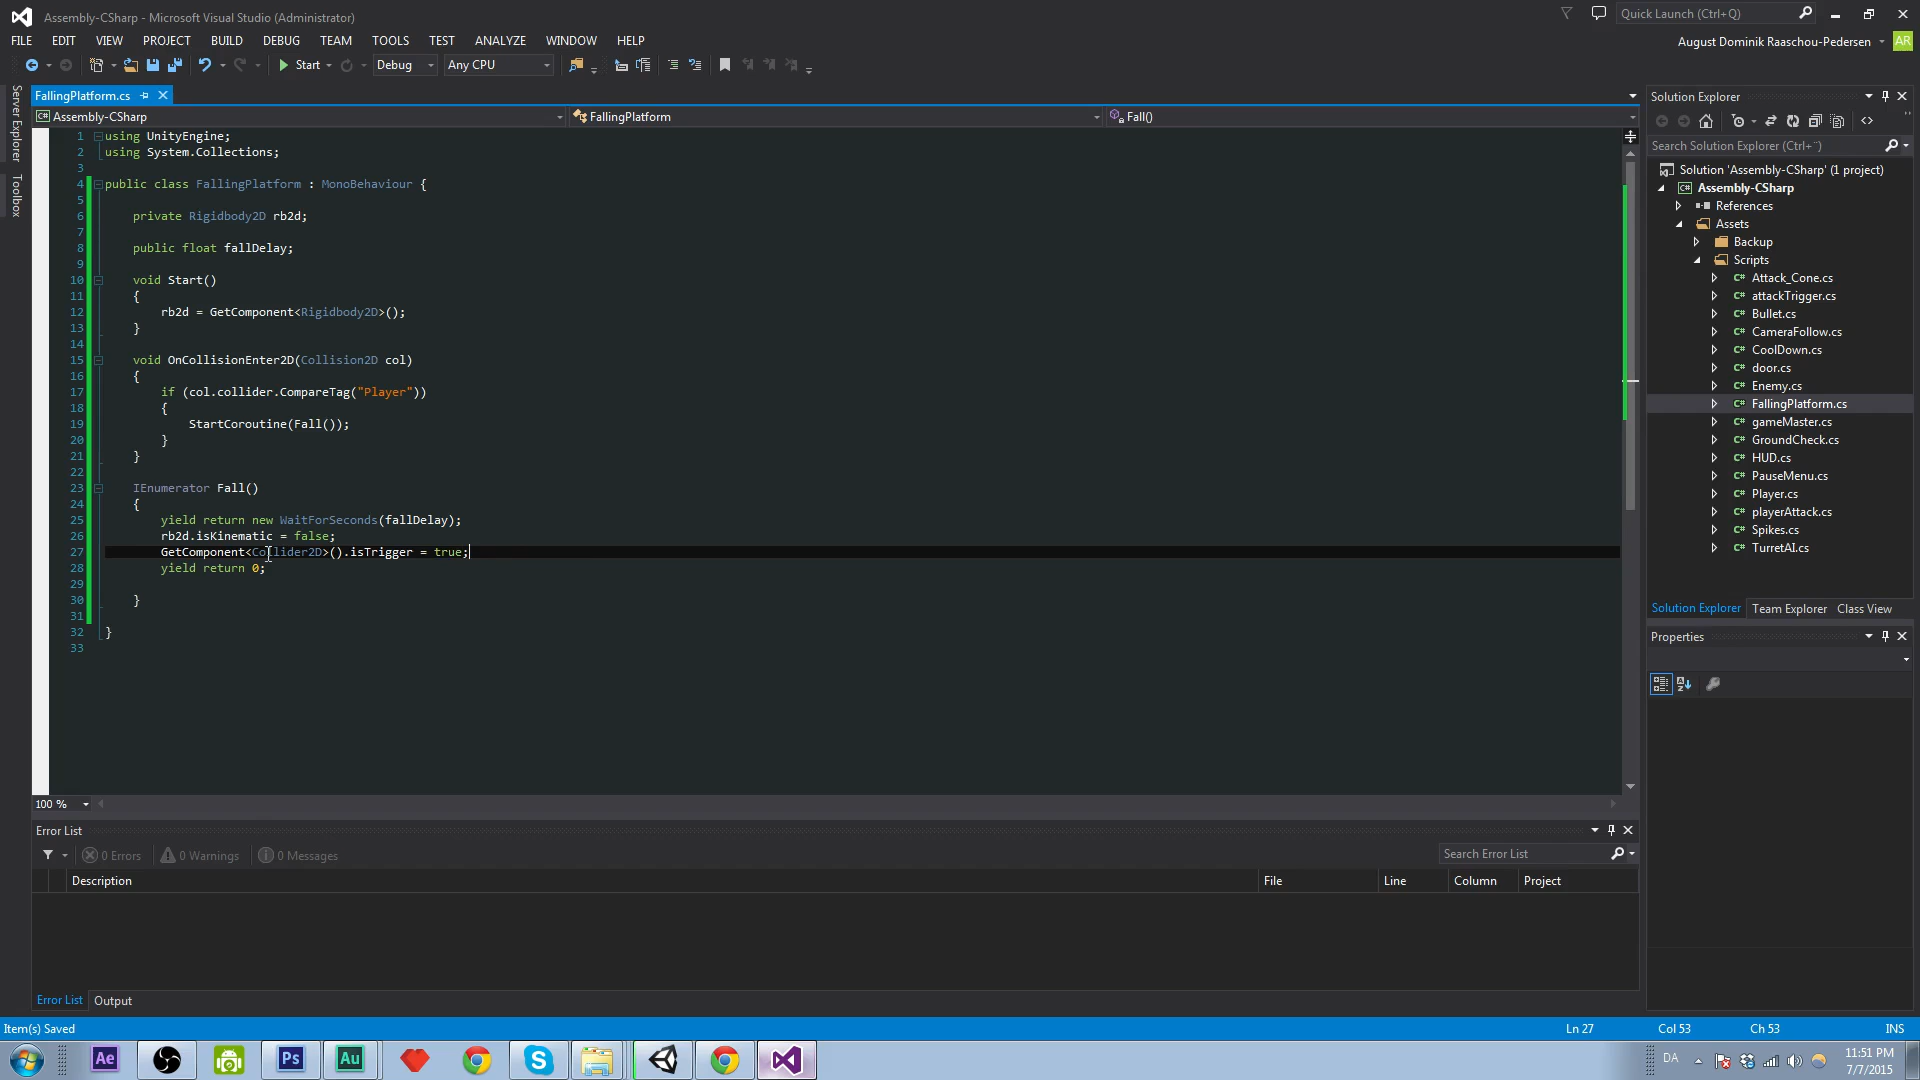 Assembly-CSharp - Microsoft Visual Studio (Administrator)
Quick Launch (Ctrl+Q)
FILE EDIT VIEW PROJECT BUILD DEBUG TEAM TOOLS TEST ANALYZE WINDOW HELP
August Dominik Raaschou-Pedersen AR
Start Debug Any CPU
Server Explorer
Toolbox
FallingPlatform.cs
Assembly-CSharp FallingPlatform Fall()
1 using UnityEngine;
2 using System.Collections;
3
4 public class FallingPlatform : MonoBehaviour {
5
6 private Rigidbody2D rb2d;
7
8 public float fallDelay;
9
10 void Start()
11 {
12 rb2d = GetComponent<Rigidbody2D>();
13 }
14
15 void OnCollisionEnter2D(Collision2D col)
16 {
17 if (col.collider.CompareTag("Player"))
18 {
19 StartCoroutine(Fall());
20 }
21 }
22
23 IEnumerator Fall()
24 {
25 yield return new WaitForSeconds(fallDelay);
26 rb2d.isKinematic = false;
27 GetComponent<Collider2D>().isTrigger = true;
28 yield return 0;
29
30 }
31
32 }
33
100 %
Error List
0 Errors 0 Warnings 0 Messages
Search Error List
Description File Line Column Project
Error List Output
Solution Explorer
Search Solution Explorer (Ctrl+¨)
Solution 'Assembly-CSharp' (1 project)
C# Assembly-CSharp
References
Assets
Backup
Scripts
C# Attack_Cone.cs
C# attackTrigger.cs
C# Bullet.cs
C# CameraFollow.cs
C# CoolDown.cs
C# door.cs
C# Enemy.cs
C# FallingPlatform.cs
C# gameMaster.cs
C# GroundCheck.cs
C# HUD.cs
C# PauseMenu.cs
C# Player.cs
C# playerAttack.cs
C# Spikes.cs
C# TurretAI.cs
Solution Explorer Team Explorer Class View
Properties
Item(s) Saved Ln 27 Col 53 Ch 53 INS
Ae Ps Au DA 11:51 PM
7/7/2015